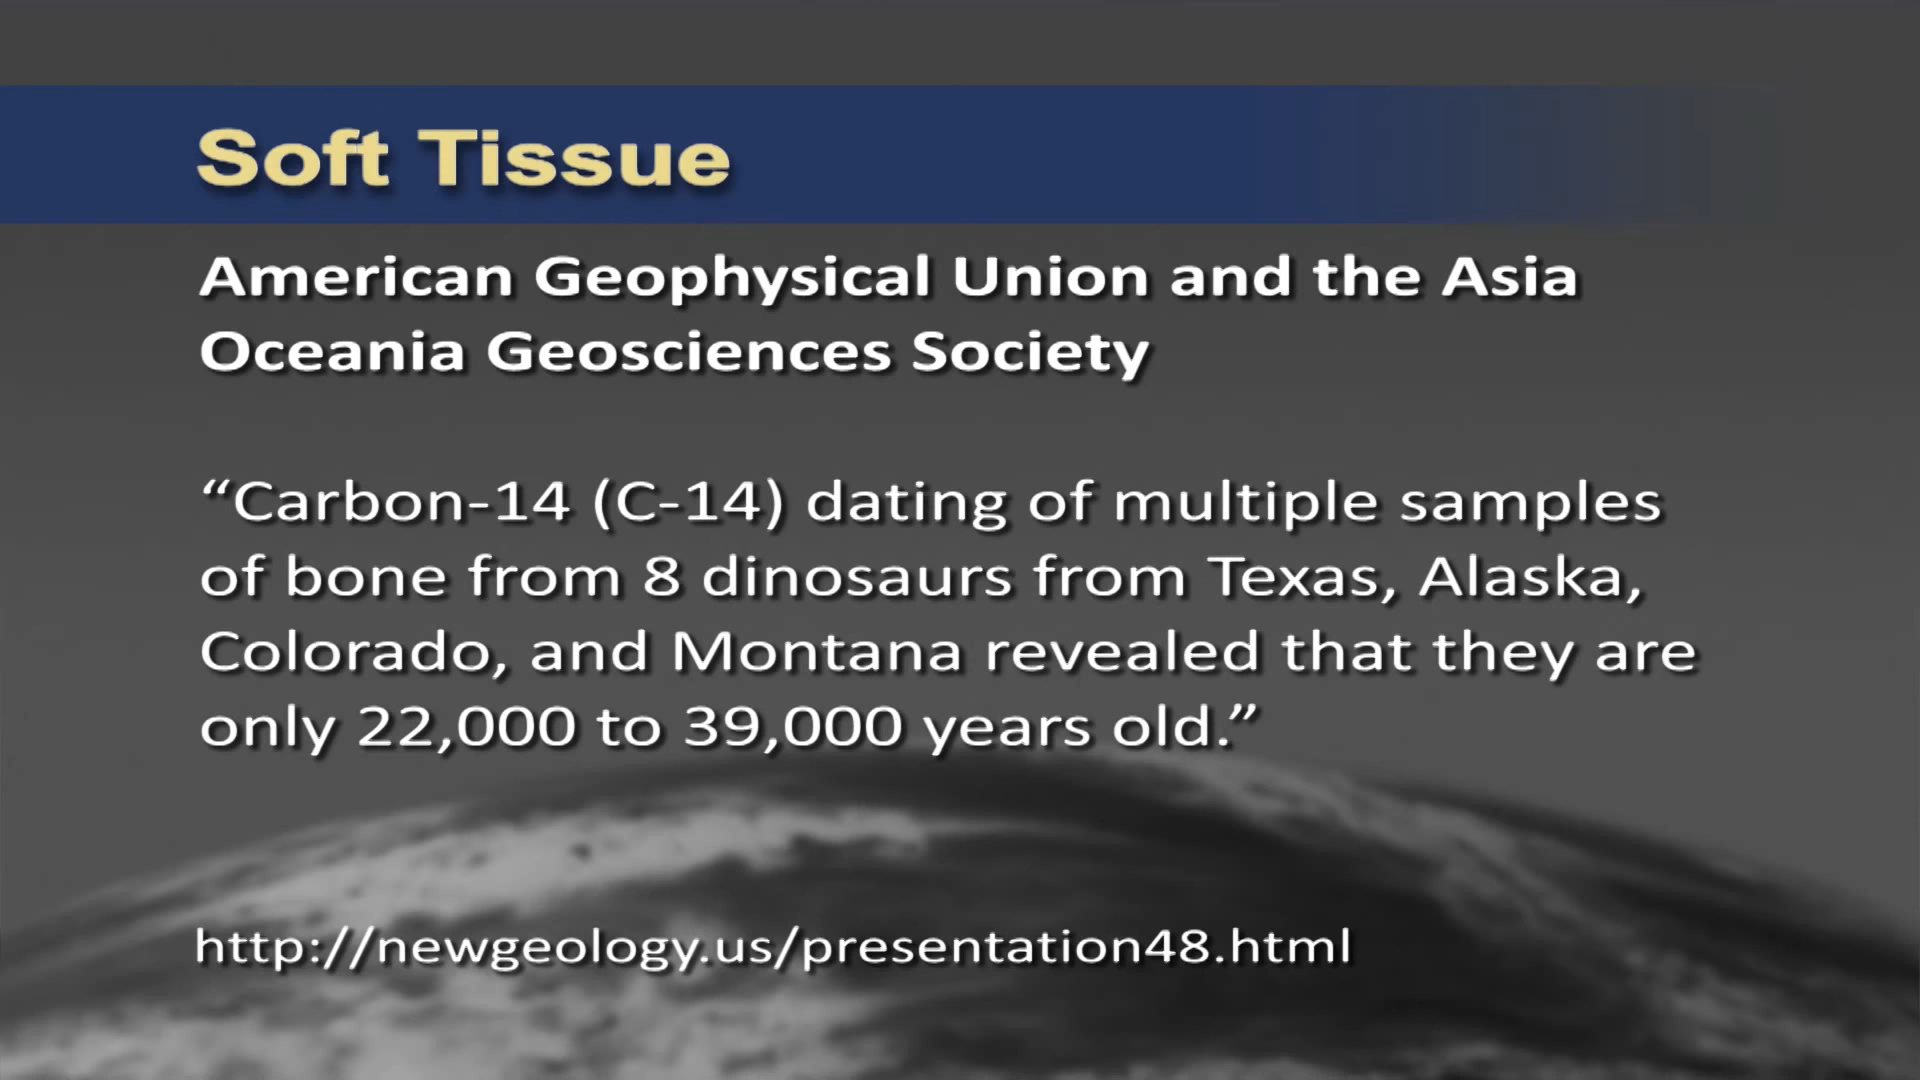 Soft Tissue
American Geophysical Union and the Asia
Oceania Geosciences Society
“Carbon-14 (C-14) dating of multiple samples
of bone from 8 dinosaurs from Texas, Alaska,
Colorado, and Montana revealed that they are
only 22,000 to 39,000 years old.”
http://newgeology.us/presentation48.html